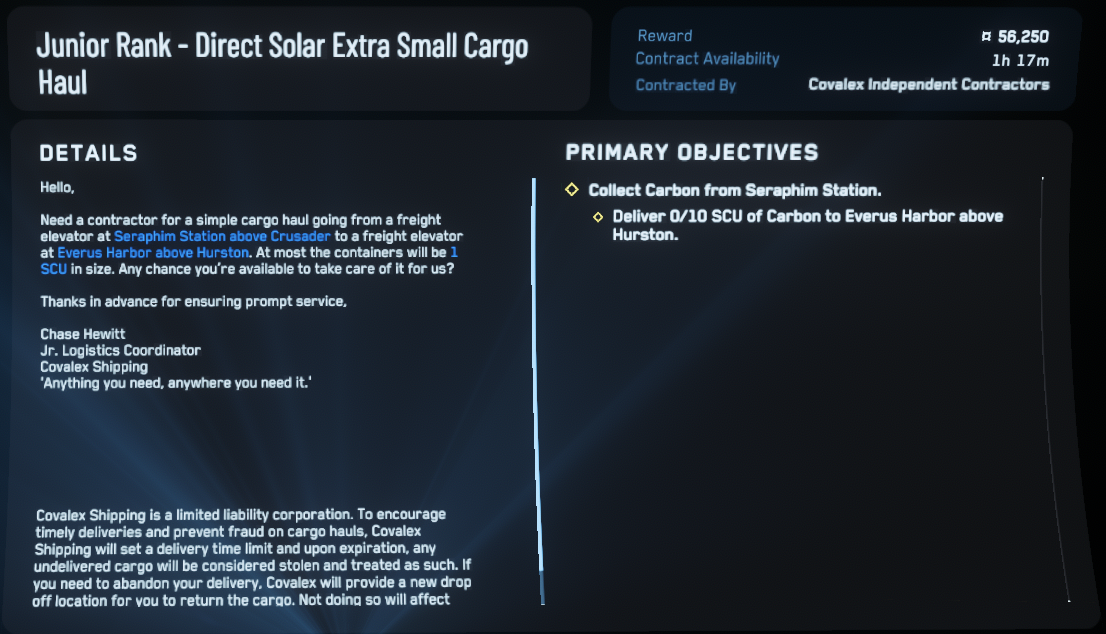 Junior Rank - Direct Solar Extra Small Cargo
Haul
Reward ¤ 56,250
Contract Availability 1h 17m
Contracted By Covalex Independent Contractors
DETAILS
Hello,
Need a contractor for a simple cargo haul going from a freight
elevator at Seraphim Station above Crusader to a freight elevator
at Everus Harbor above Hurston. At most the containers will be 1
SCU in size. Any chance you're available to take care of it for us?
Thanks in advance for ensuring prompt service,
Chase Hewitt
Jr. Logistics Coordinator
Covalex Shipping
'Anything you need, anywhere you need it.'
Covalex Shipping is a limited liability corporation. To encourage
timely deliveries and prevent fraud on cargo hauls, Covalex
Shipping will set a delivery time limit and upon expiration, any
undelivered cargo will be considered stolen and treated as such. If
you need to abandon your delivery, Covalex will provide a new drop
off location for you to return the cargo. Not doing so will affect
PRIMARY OBJECTIVES
Collect Carbon from Seraphim Station.
Deliver 0/10 SCU of Carbon to Everus Harbor above
Hurston.